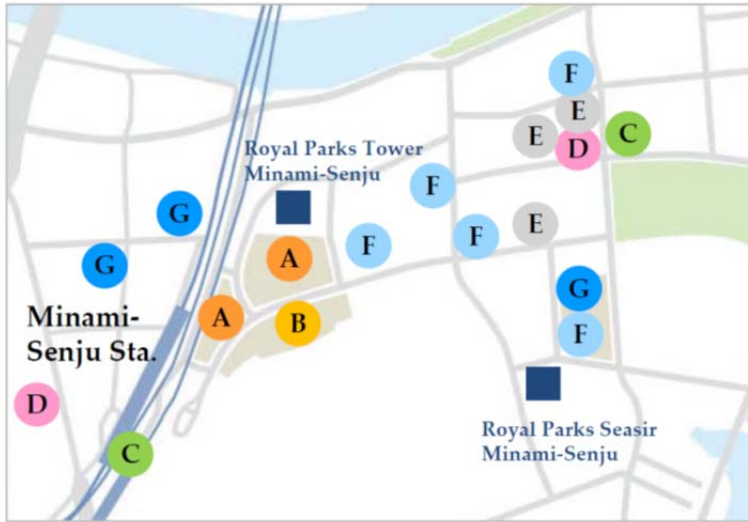 F
E
E
C
D
Royal Parks Tower
Minami-Senju
F
G
F
F
E
G
A
G
Minami-
Senju Sta.
A
B
F
D
Royal Parks Seasir
Minami-Senju
C